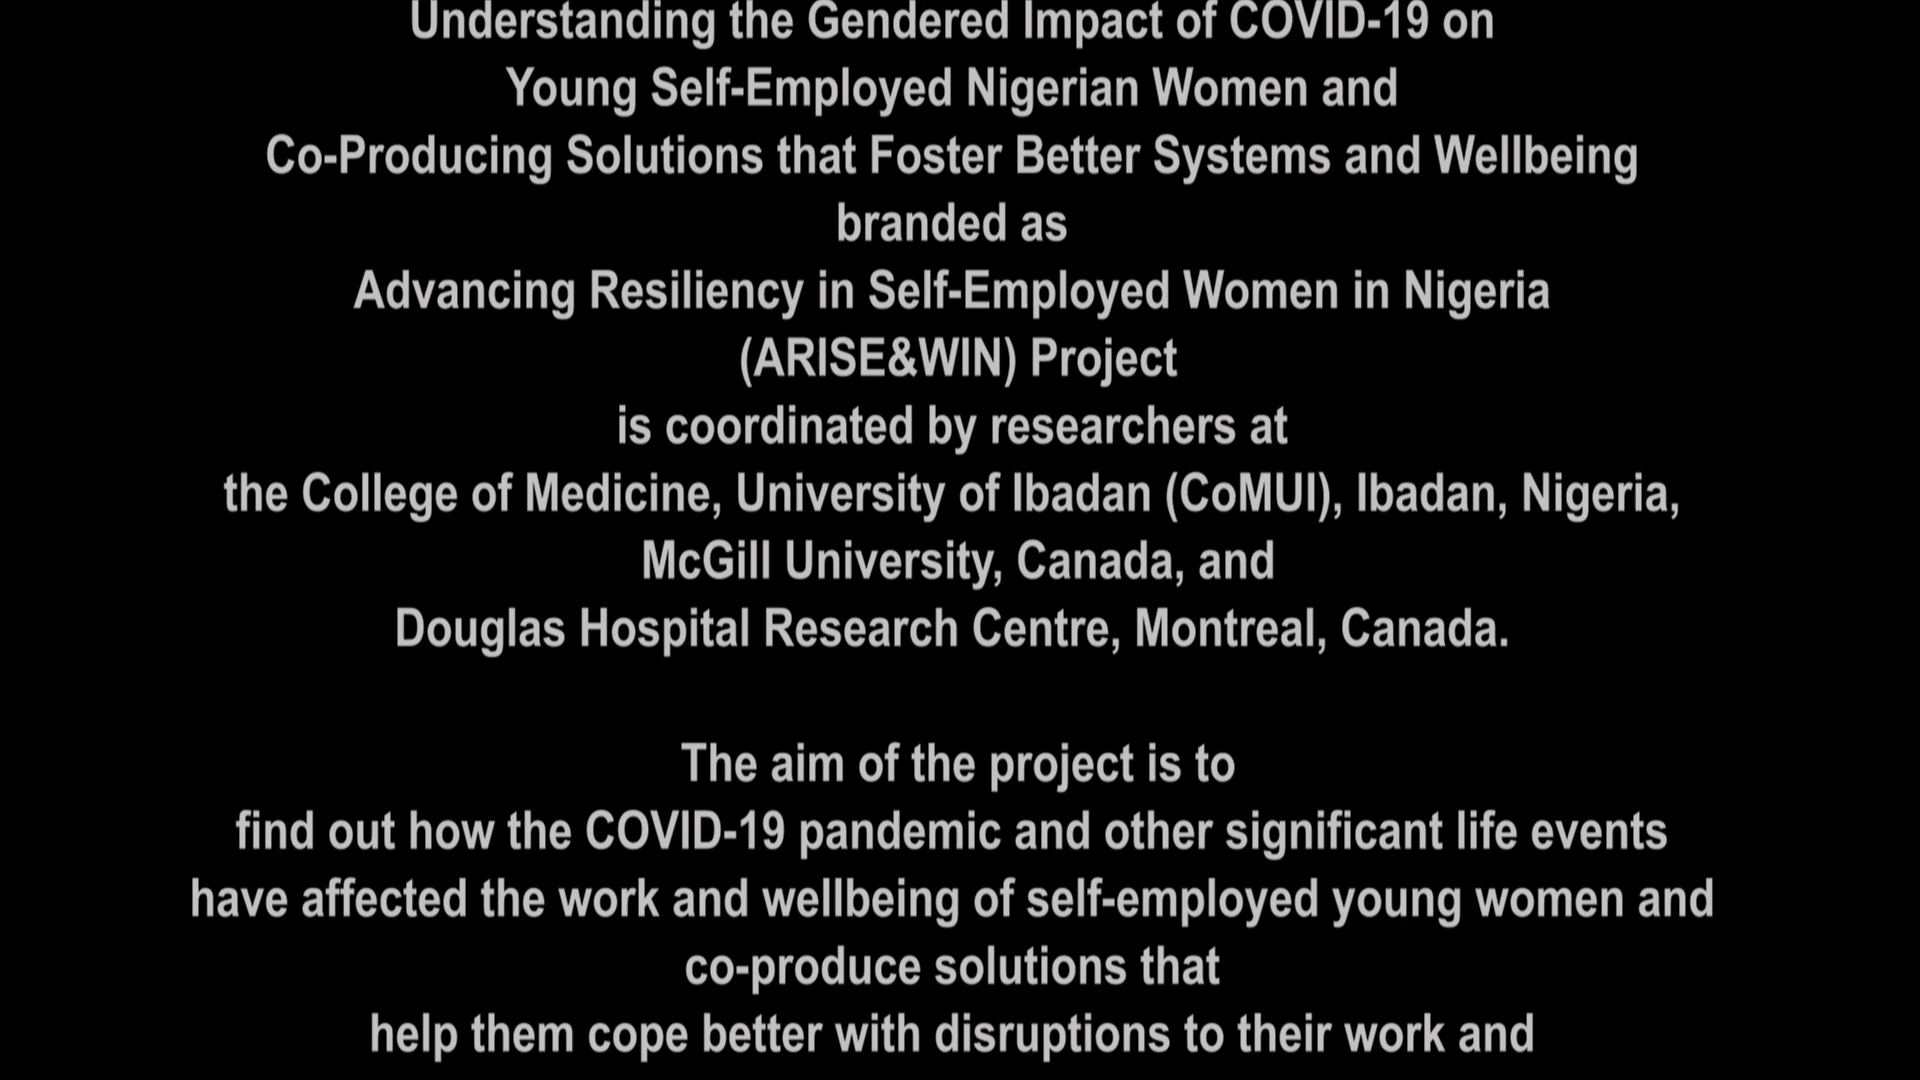 Understanding the Gendered Impact of COVID-19 on
Young Self-Employed Nigerian Women and
Co-Producing Solutions that Foster Better Systems and Wellbeing
branded as
Advancing Resiliency in Self-Employed Women in Nigeria
(ARISE&WIN) Project
is coordinated by researchers at
the College of Medicine, University of Ibadan (CoMUI), Ibadan, Nigeria,
McGill University, Canada, and
Douglas Hospital Research Centre, Montreal, Canada.
The aim of the project is to
find out how the COVID-19 pandemic and other significant life events
have affected the work and wellbeing of self-employed young women and
co-produce solutions that
help them cope better with disruptions to their work and